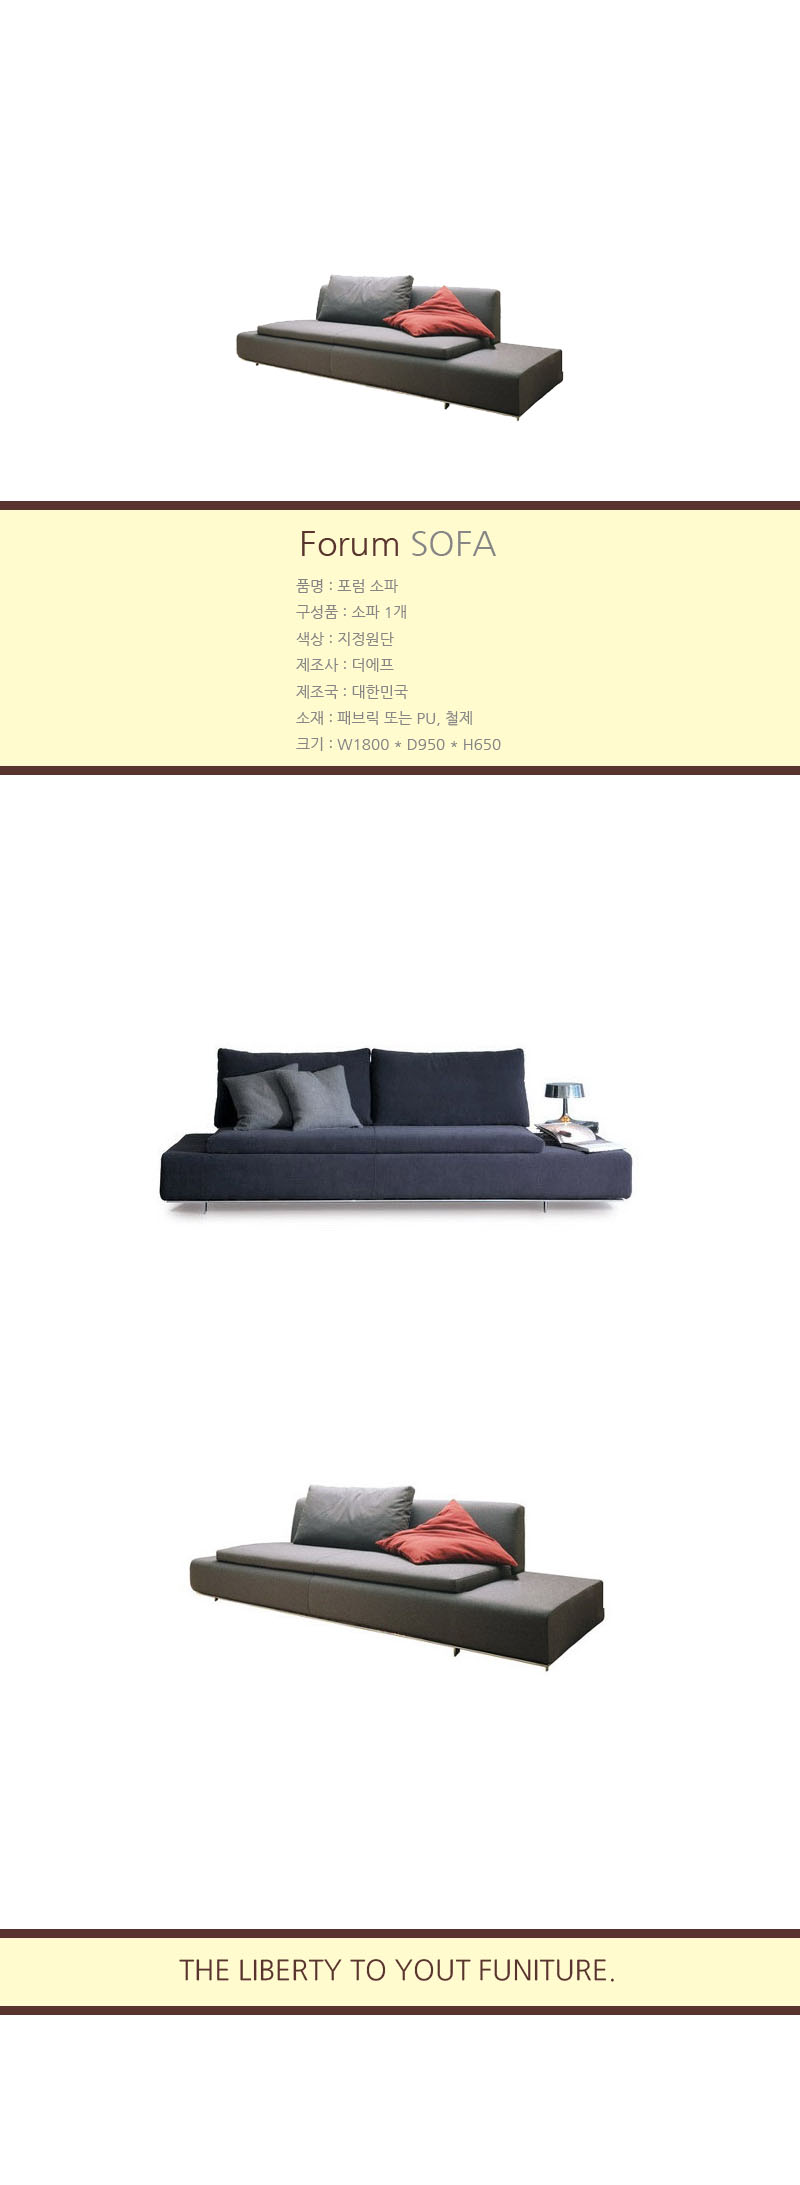 Forum SOFA
품명 : 포럼 소파
구성품 : 소파 1개
색상 : 지정원단
제조사 : 더에프
제조국 : 대한민국
소재 : 패브릭 또는 PU, 철제
크기 : W1800 * D950 * H650
THE LIBERTY TO YOUT FUNITURE.